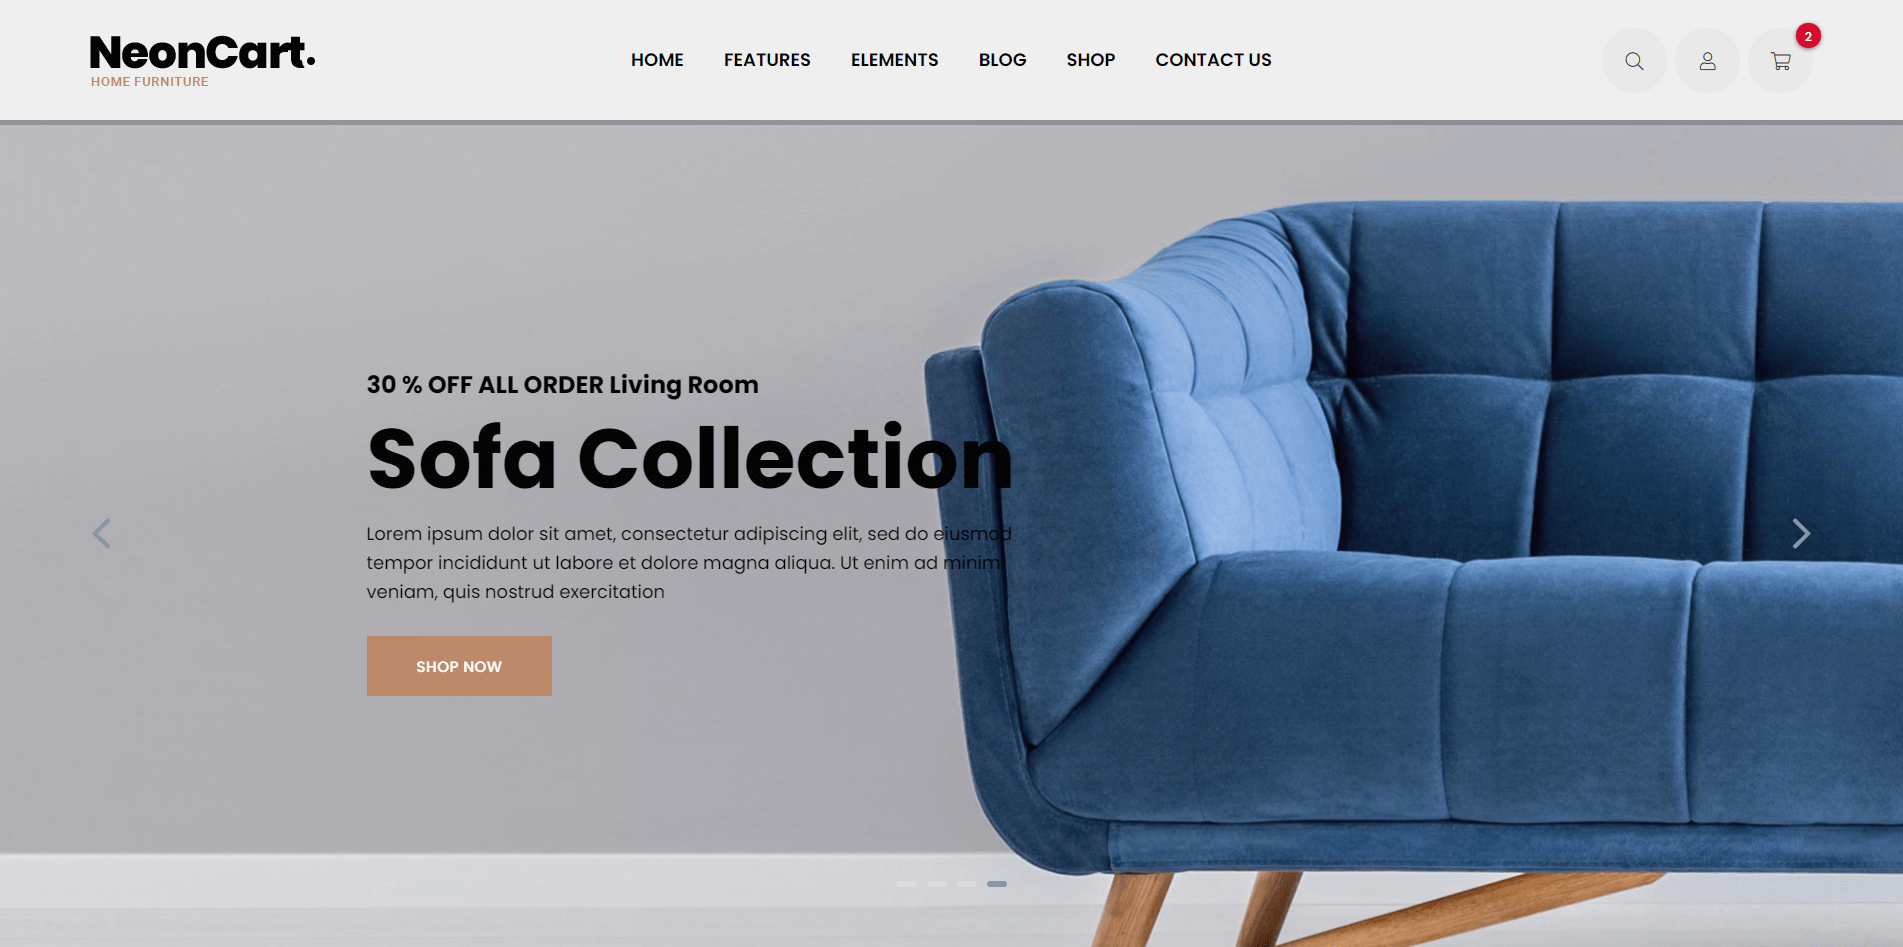 NeonCart.
HOME FURNITURE
HOME FEATURES ELEMENTS BLOG SHOP CONTACT US
2
30 % OFF ALL ORDER Living Room
Sofa Collection
Lorem ipsum dolor sit amet, consectetur adipiscing elit, sed do eiusmod
tempor incididunt ut labore et dolore magna aliqua. Ut enim ad minim
veniam, quis nostrud exercitation
SHOP NOW